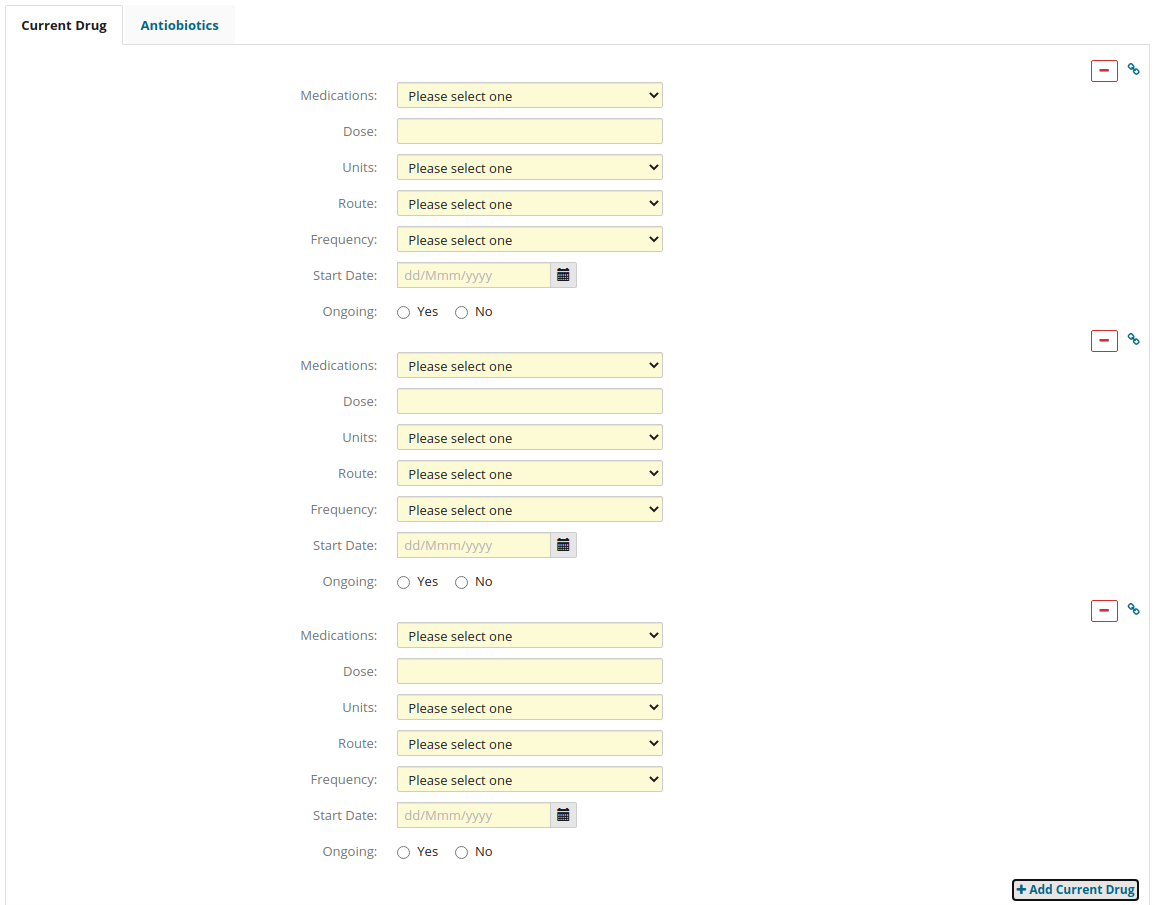 Current Drug Antiobiotics
Medications: Please select one
Dose:
Units: Please select one
Route: Please select one
Frequency: Please select one
Start Date: dd/Mmm/yyyy
Ongoing: Yes No
Medications: Please select one
Dose:
Units: Please select one
Route: Please select one
Frequency: Please select one
Start Date: dd/Mmm/yyyy
Ongoing: Yes No
Medications: Please select one
Dose:
Units: Please select one
Route: Please select one
Frequency: Please select one
Start Date: dd/Mmm/yyyy
Ongoing: Yes No
+ Add Current Drug